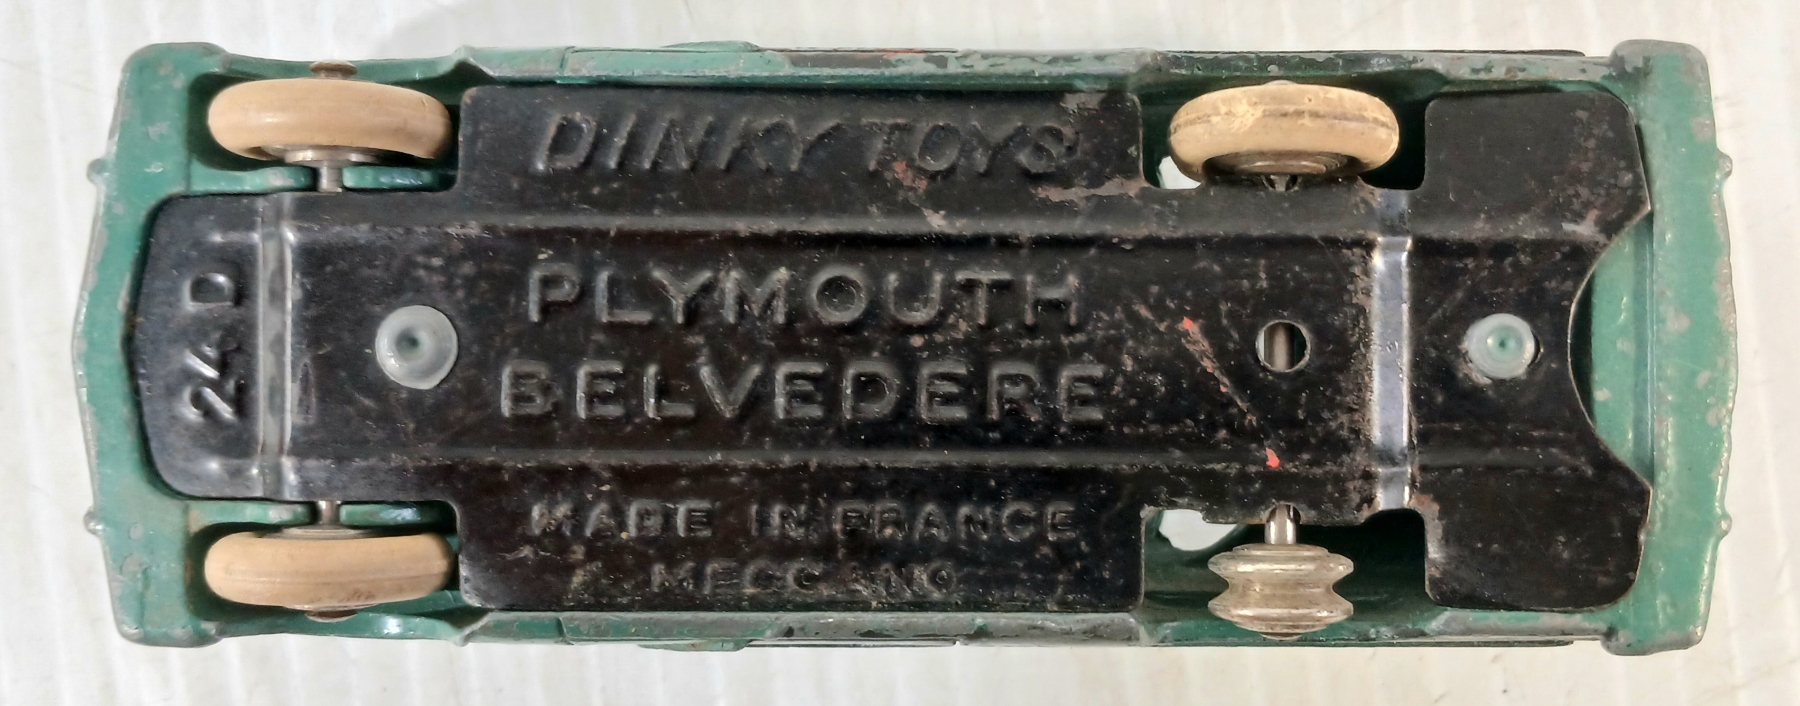 DINKY TOYS
24 D
PLYMOUTH
BELVEDERE
MADE IN FRANCE
MECCANO